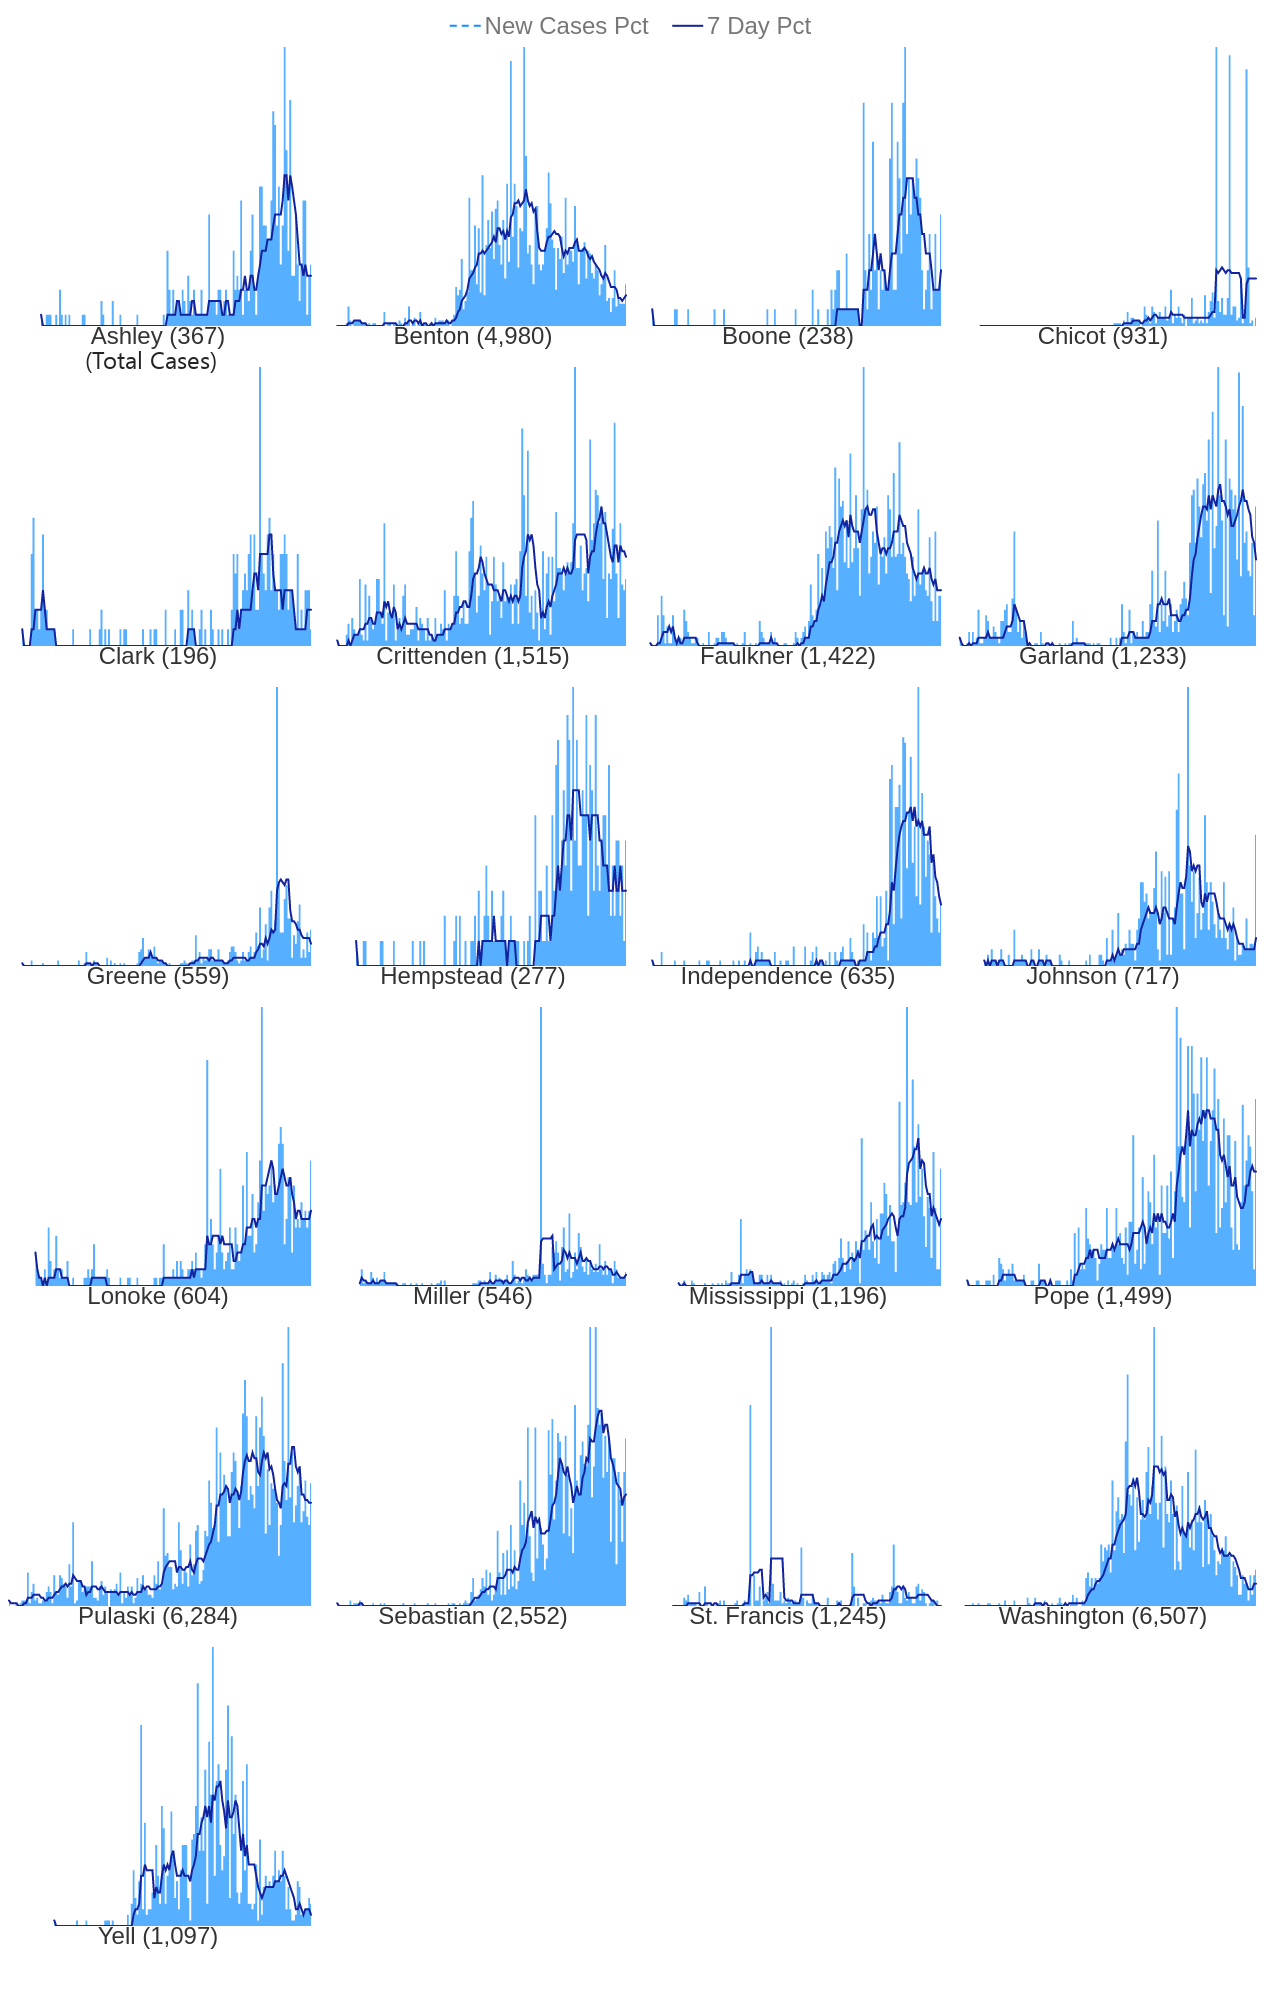 New Cases Pct 7 Day Pct
Ashley (367) Benton (4,980) Boone (238) Chicot (931)
(Total Cases)
Clark (196) Crittenden (1,515) Faulkner (1,422) Garland (1,233)
Greene (559) Hempstead (277) Independence (635) Johnson (717)
Lonoke (604) Miller (546) Mississippi (1,196) Pope (1,499)
Pulaski (6,284) Sebastian (2,552) St. Francis (1,245) Washington (6,507)
Yell (1,097)